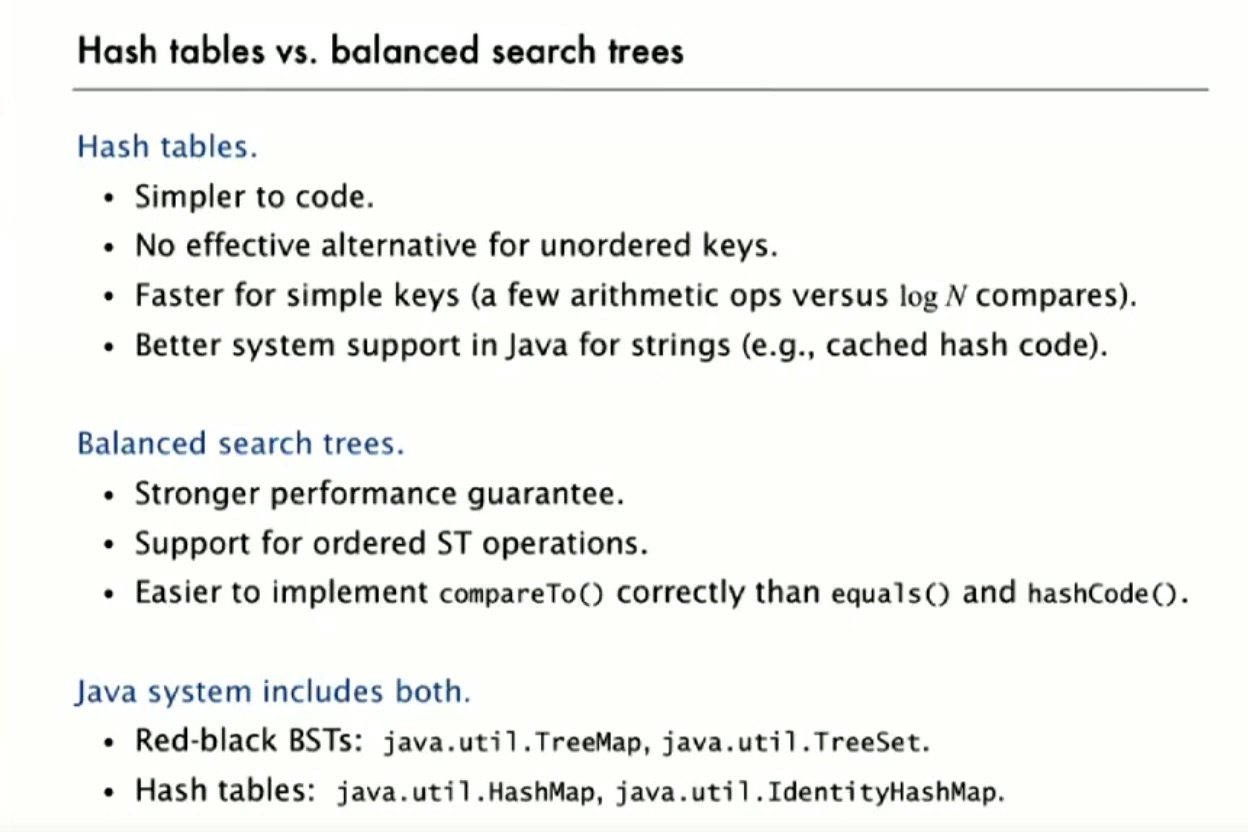 Hash tables vs. balanced search trees
Hash tables.
• Simpler to code.
• No effective alternative for unordered keys.
• Faster for simple keys (a few arithmetic ops versus log N compares).
• Better system support in Java for strings (e.g., cached hash code).
Balanced search trees.
• Stronger performance guarantee.
• Support for ordered ST operations.
• Easier to implement compareTo() correctly than equals() and hashCode().
Java system includes both.
• Red-black BSTs: java.util.TreeMap, java.util.TreeSet.
• Hash tables: java.util.HashMap, java.util.IdentityHashMap.